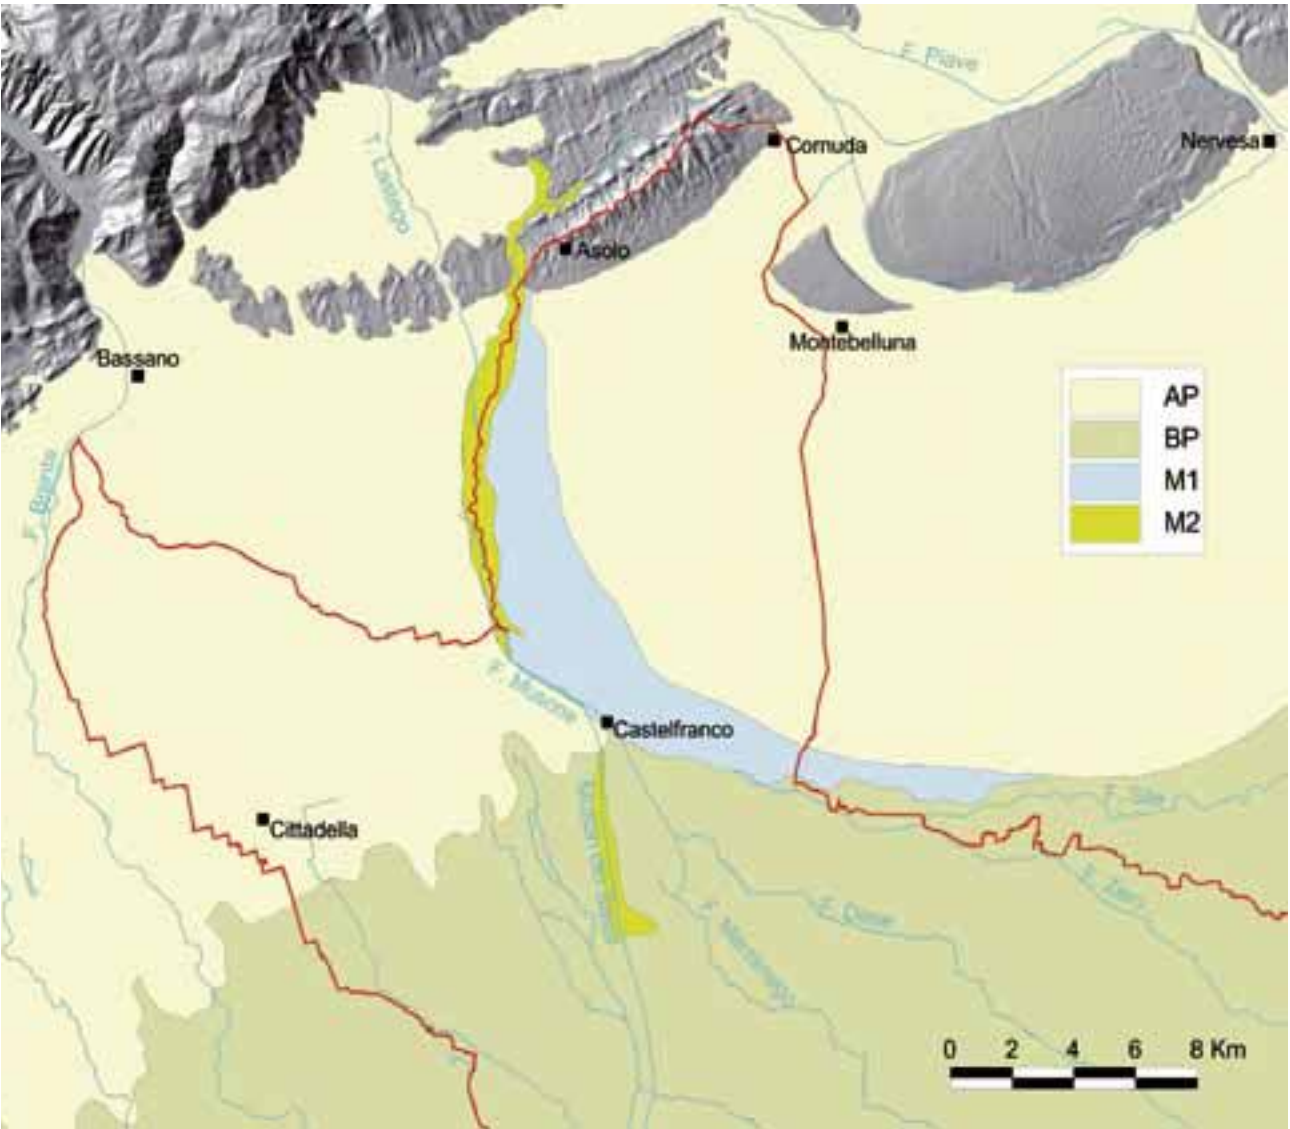 F. Piave
Cornuda
Nervesa
T. Lastego
Asolo
Montebelluna
Bassano
AP
BP
M1
M2
F. Brenta
F. Musone
Castelfranco
Cittadella
F. Sile
F. Zero
F. Dese
F. Marzenego
0 2 4 6 8 Km